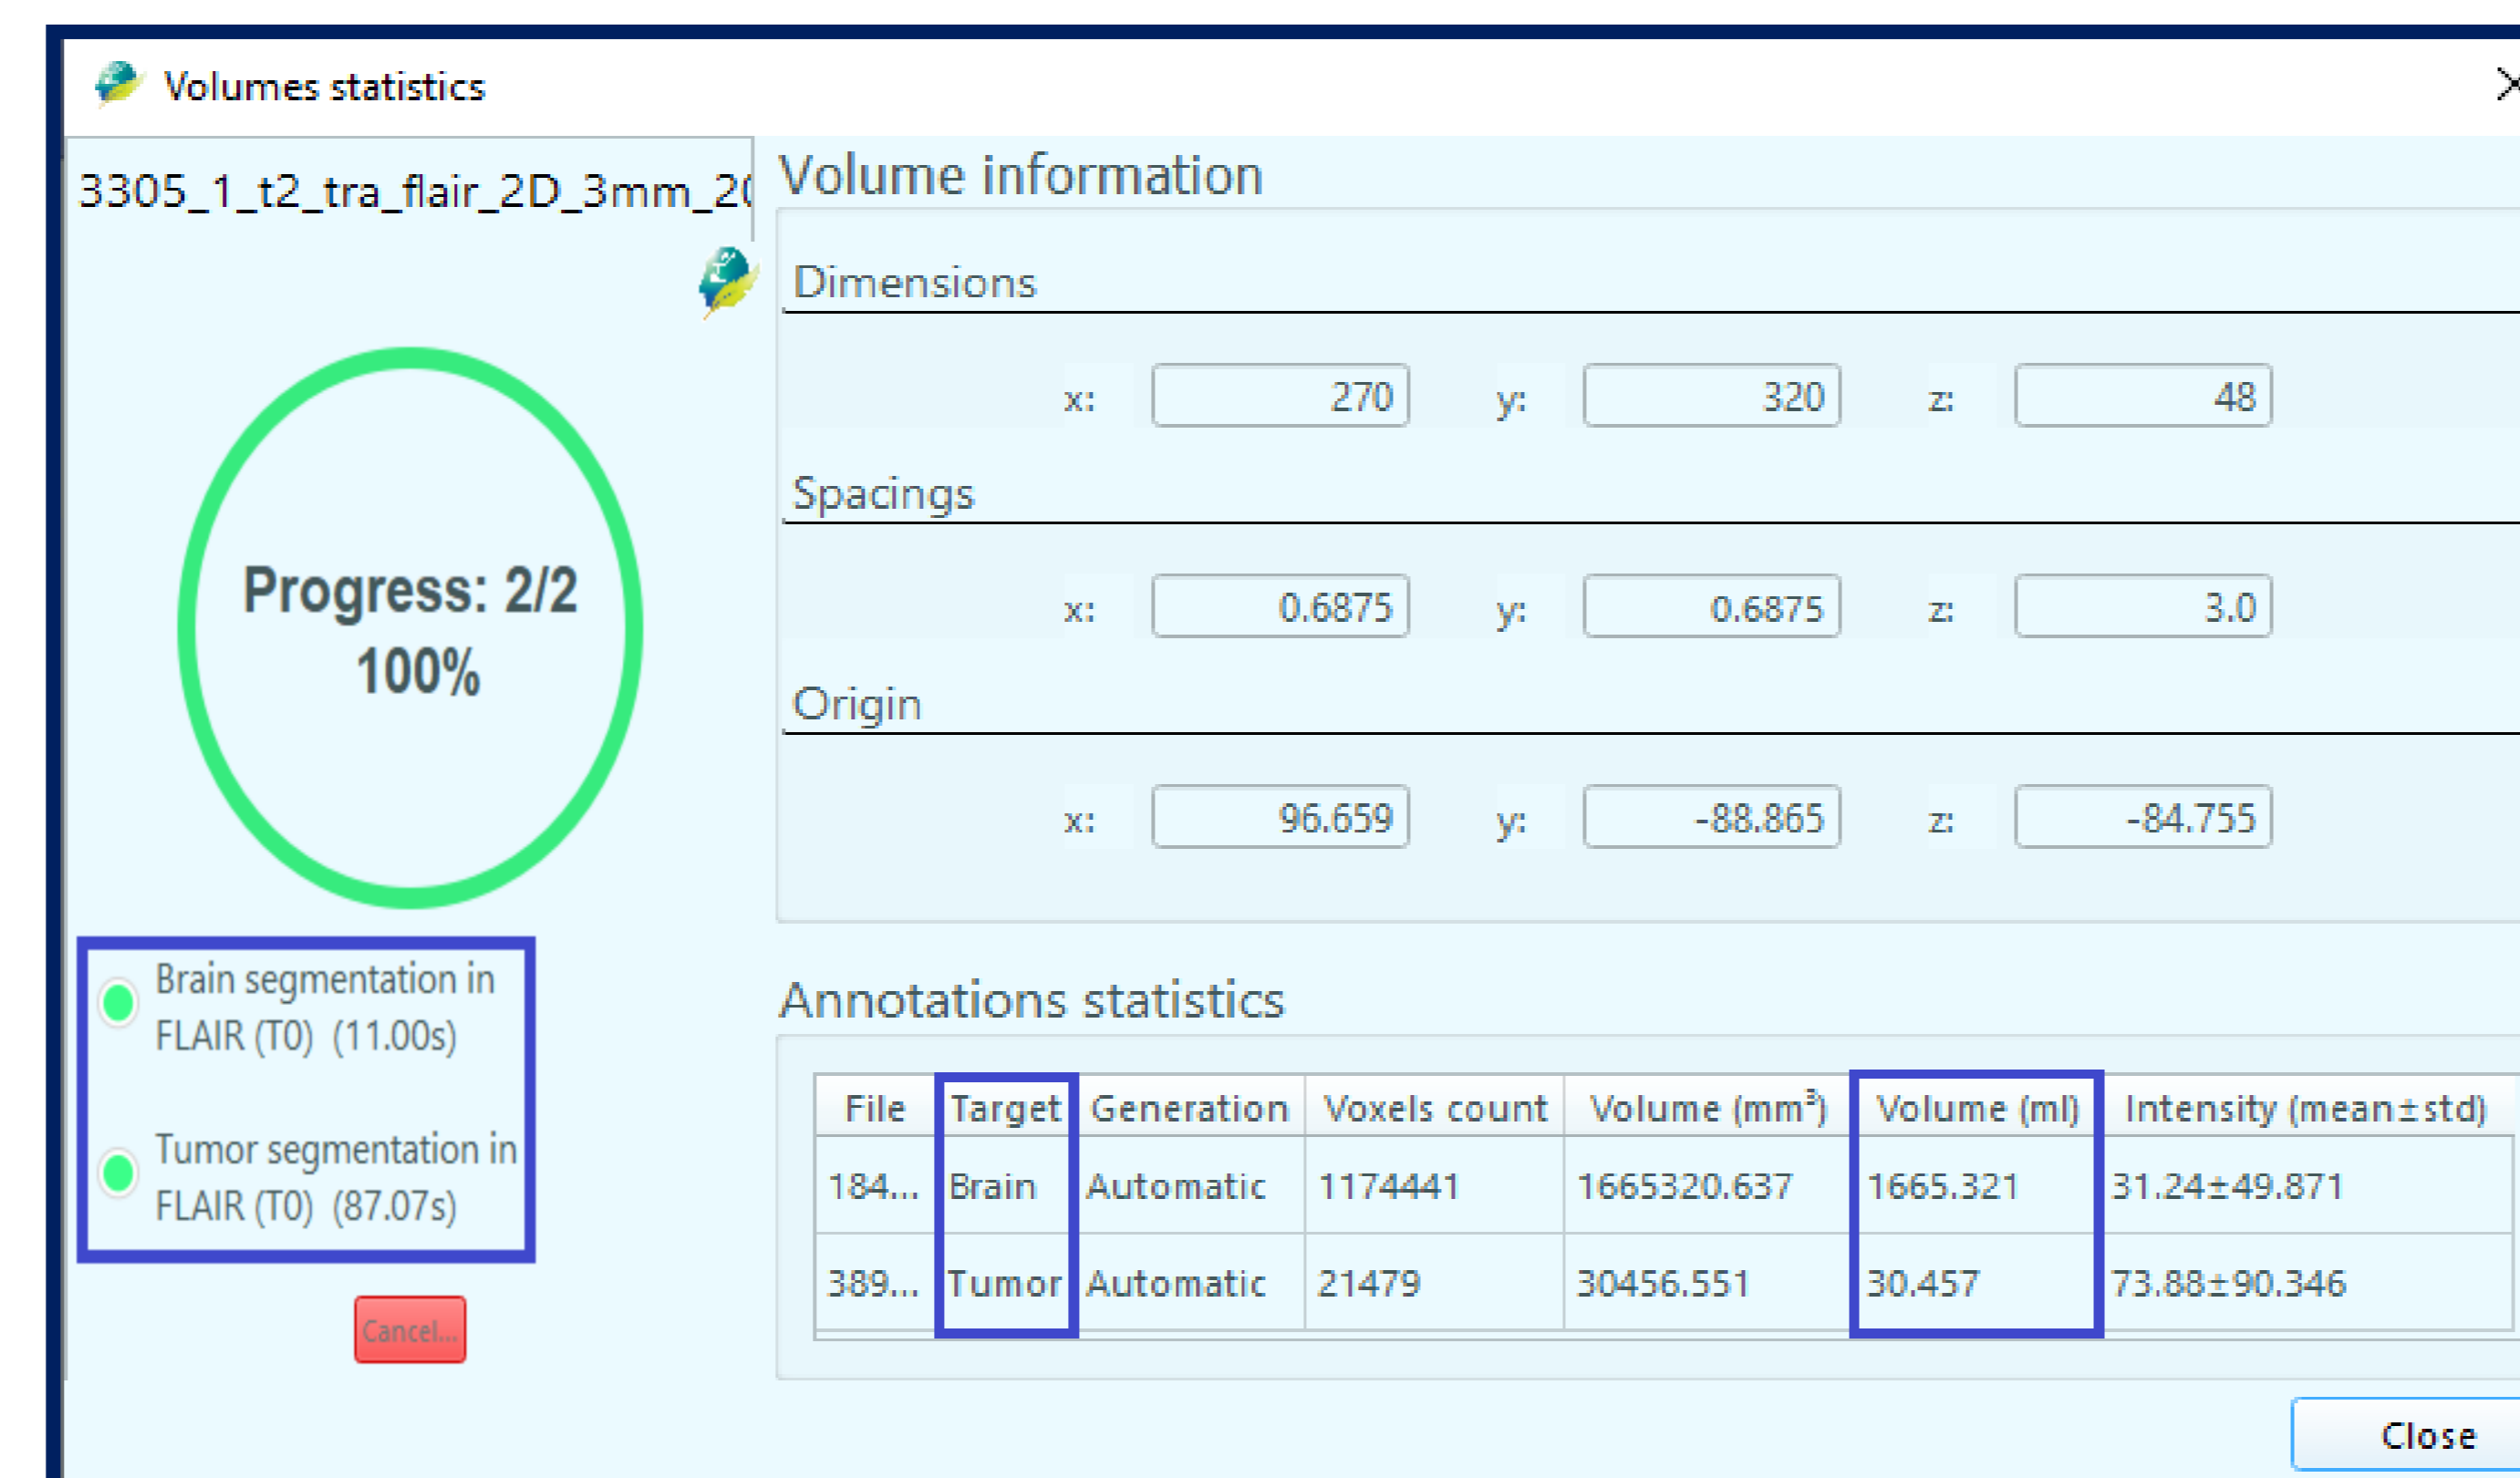 Volumes statistics
3305_1_t2_tra_flair_2D_3mm_20
Progress: 2/2
100%
Brain segmentation in
FLAIR (T0) (11.00s)
Tumor segmentation in
FLAIR (T0) (87.07s)
Cancel...
Volume information
Dimensions
x: 270 y: 320 z: 48
Spacings
x: 0.6875 y: 0.6875 z: 3.0
Origin
x: 96.659 y: -88.865 z: -84.755
Annotations statistics
File Target Generation Voxels count Volume (mm³) Volume (ml) Intensity (mean±std)
184... Brain Automatic 1174441 1665320.637 1665.321 31.24±49.871
389... Tumor Automatic 21479 30456.551 30.457 73.88±90.346
Close